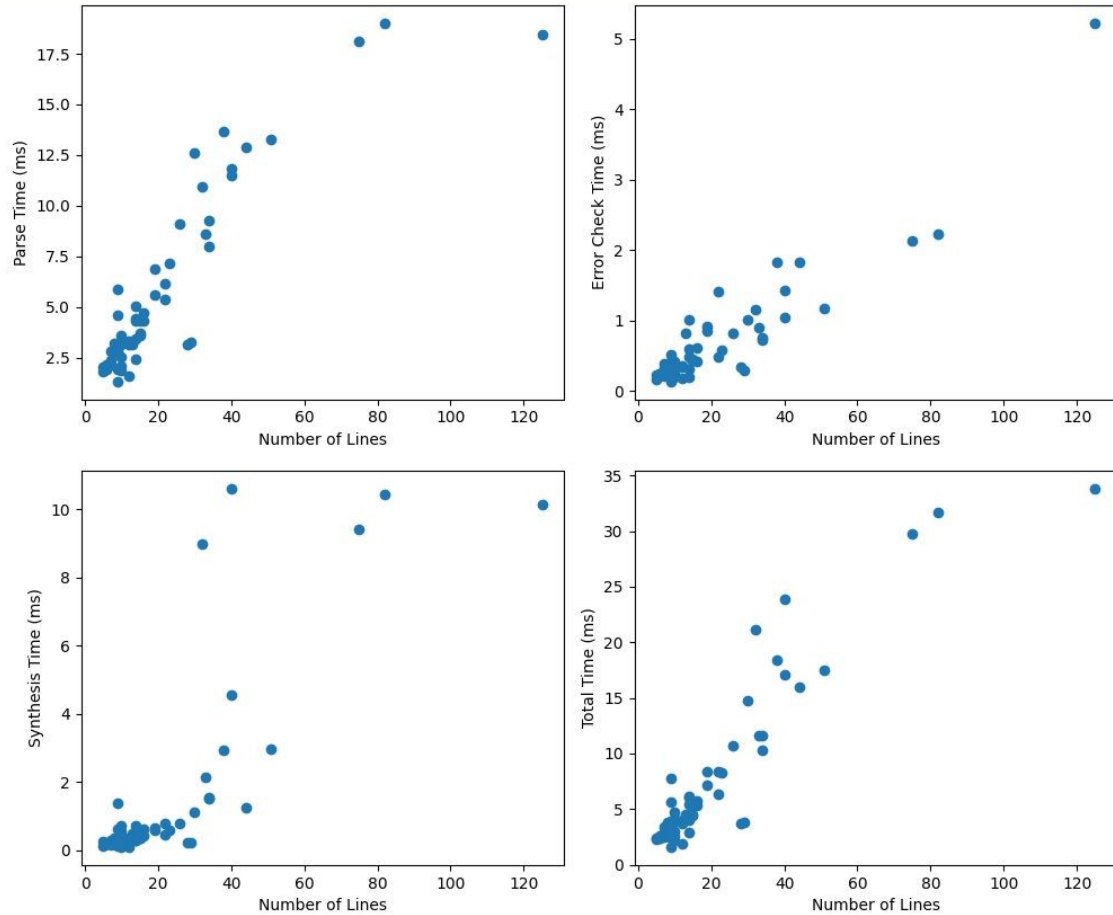 Parse Time (ms)
17.5
15.0
12.5
10.0
7.5
5.0
2.5
0 20 40 60 80 100 120
Number of Lines
Error Check Time (ms)
5
4
3
2
1
0
0 20 40 60 80 100 120
Number of Lines
Synthesis Time (ms)
10
8
6
4
2
0
0 20 40 60 80 100 120
Number of Lines
Total Time (ms)
35
30
25
20
15
10
5
0
0 20 40 60 80 100 120
Number of Lines